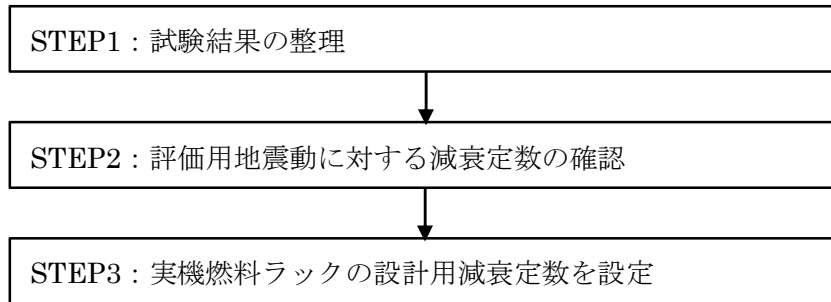 STEP1：試験結果の整理
STEP2：評価用地震動に対する減衰定数の確認
STEP3：実機燃料ラックの設計用減衰定数を設定